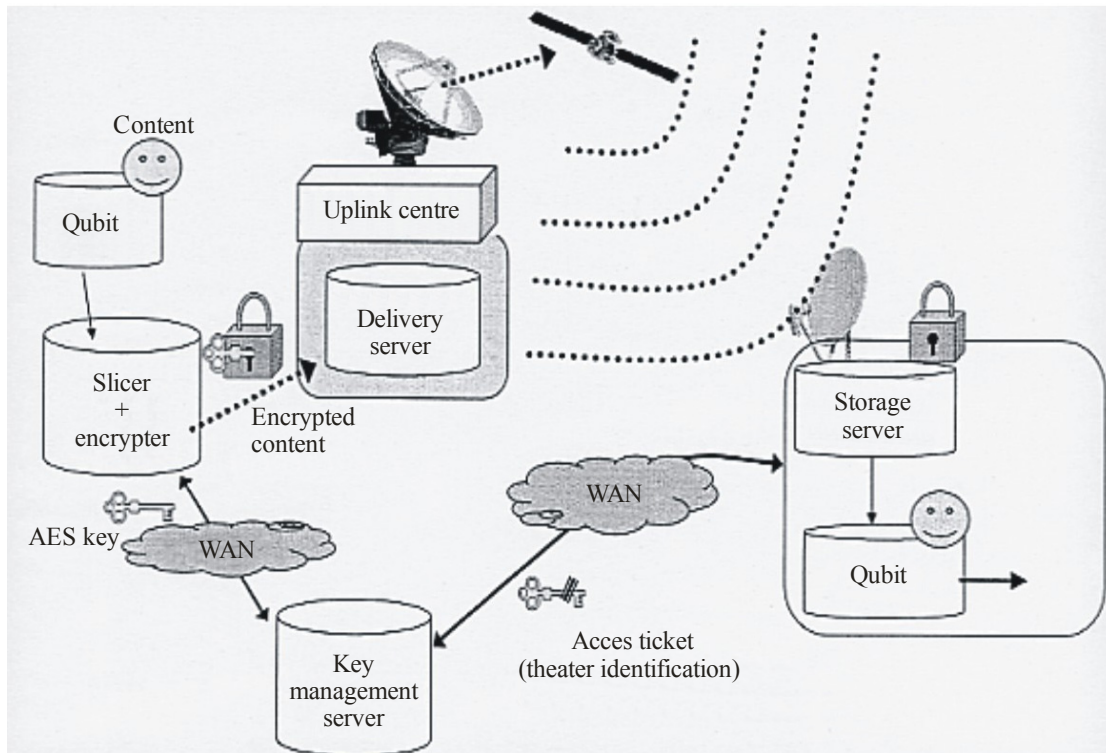 Content
Qubit
Uplink centre
Delivery
server
Slicer
+
encrypter
Encrypted
content
Storage
server
WAN
AES key
WAN
Qubit
Acces ticket
(theater identification)
Key
management
server